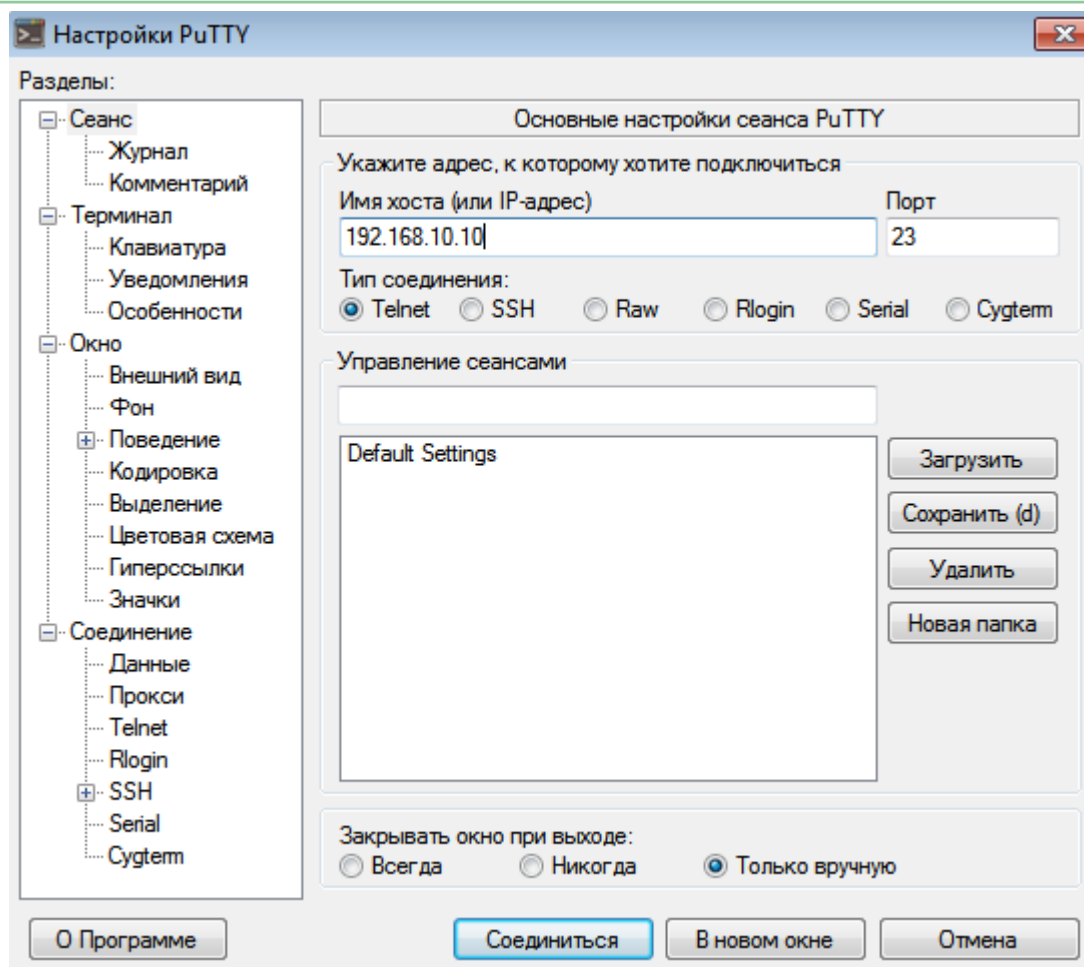 Настройки PuTTY
Разделы:
Сеанс
Журнал
Комментарий
Терминал
Клавиатура
Уведомления
Особенности
Окно
Внешний вид
Фон
Поведение
Кодировка
Выделение
Цветовая схема
Гиперссылки
Значки
Соединение
Данные
Прокси
Telnet
Rlogin
SSH
Serial
Cygterm
Основные настройки сеанса PuTTY
Укажите адрес, к которому хотите подключиться
Имя хоста (или IP-адрес) Порт
192.168.10.10 23
Тип соединения:
Telnet SSH Raw Rlogin Serial Cygterm
Управление сеансами
Default Settings
Загрузить
Сохранить (d)
Удалить
Новая папка
Закрывать окно при выходе:
Всегда Никогда Только вручную
О Программе Соединиться В новом окне Отмена